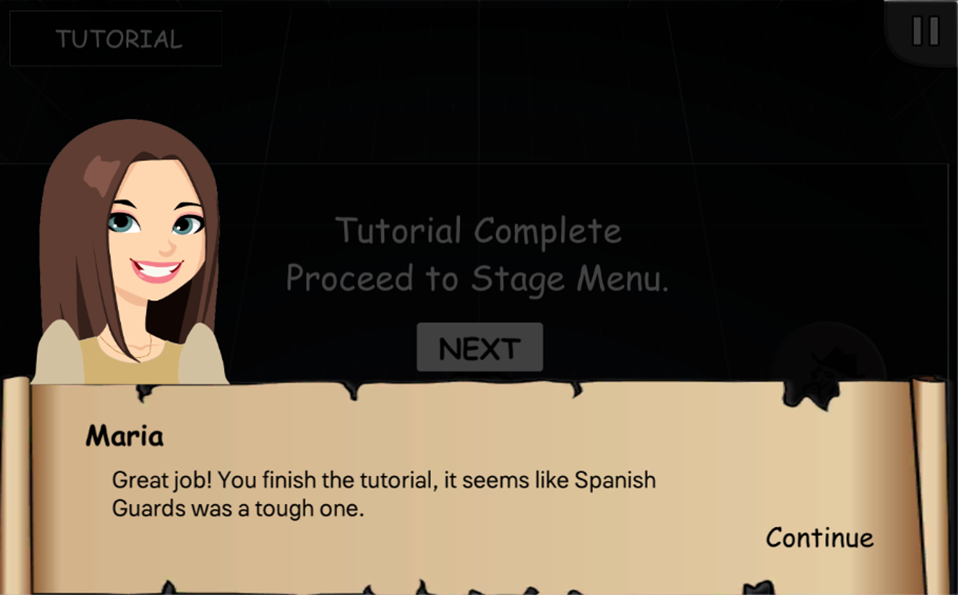 TUTORIAL
Tutorial Complete
Proceed to Stage Menu.
NEXT
Maria
Great job! You finish the tutorial, it seems like Spanish
Guards was a tough one.
Continue